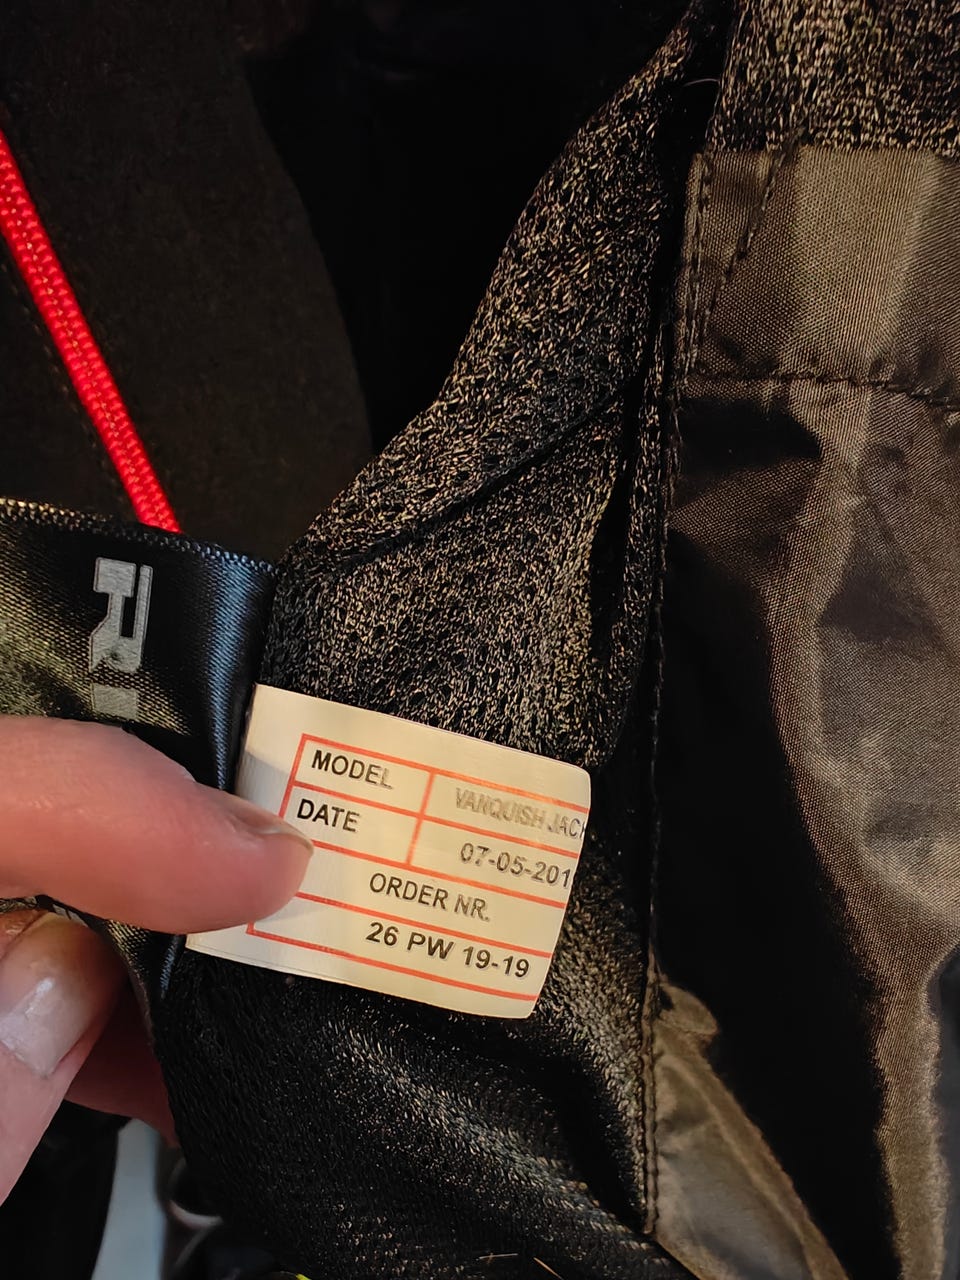 MODEL VANQUISH JACK
DATE 07-05-201
ORDER NR.
26 PW 19-19